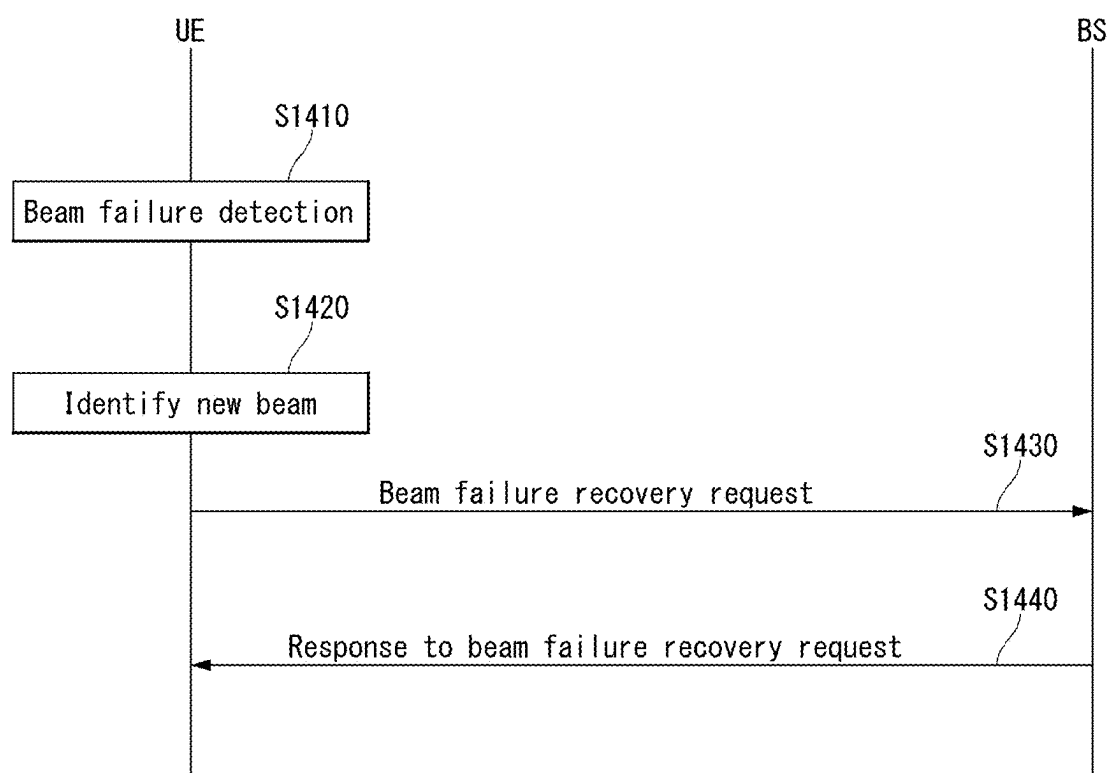 UE
BS
S1410
Beam failure detection
S1420
Identify new beam
S1430
Beam failure recovery request
S1440
Response to beam failure recovery request